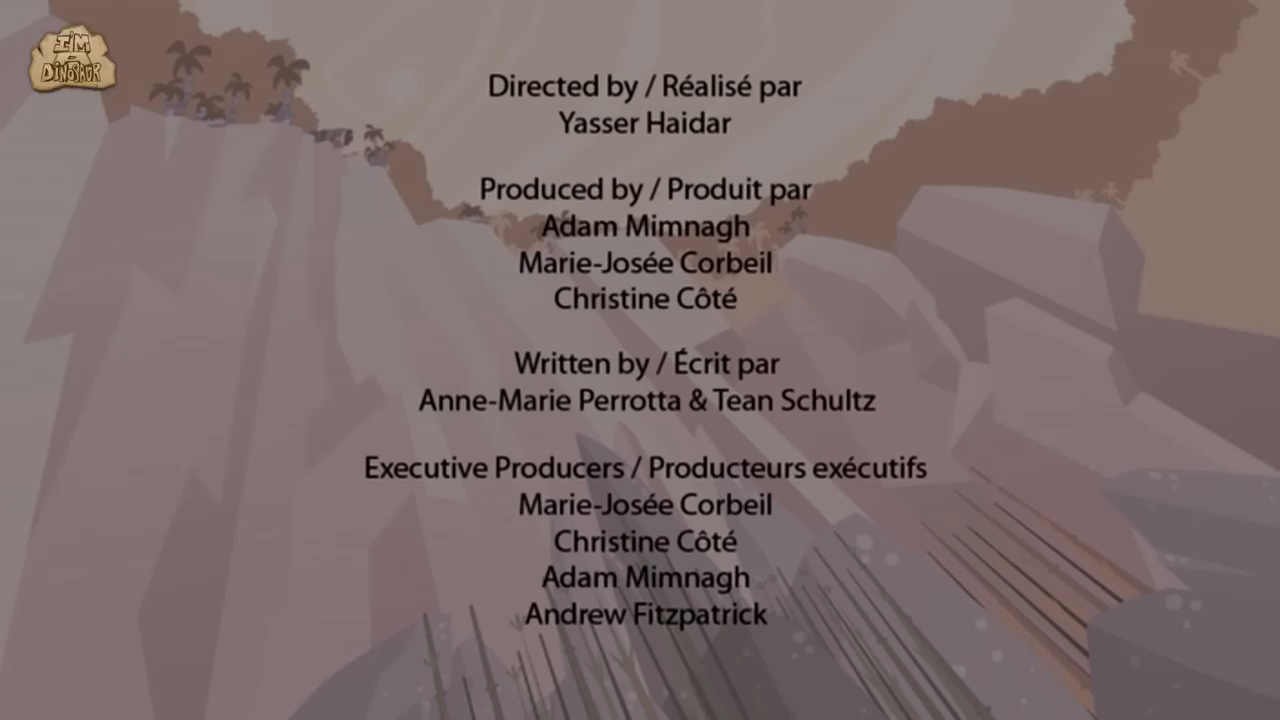 I'M
A
DINOSAUR
Directed by / Réalisé par
Yasser Haidar
Produced by / Produit par
Adam Mimnagh
Marie-Josée Corbeil
Christine Côté
Written by / Écrit par
Anne-Marie Perrotta & Tean Schultz
Executive Producers / Producteurs exécutifs
Marie-Josée Corbeil
Christine Côté
Adam Mimnagh
Andrew Fitzpatrick